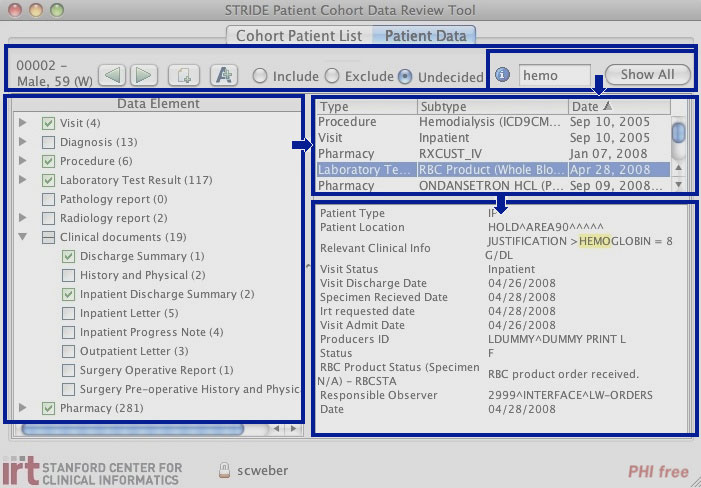 STRIDE Patient Cohort Data Review Tool
Cohort Patient List Patient Data
00002 –
Male, 59 (W)
Include Exclude Undecided hemo Show All
Data Element
Visit (4)
Diagnosis (13)
Procedure (6)
Laboratory Test Result (117)
Pathology report (0)
Radiology report (2)
Clinical documents (19)
Discharge Summary (1)
History and Physical (2)
Inpatient Discharge Summary (2)
Inpatient Letter (5)
Inpatient Progress Note (4)
Outpatient Letter (3)
Surgery Operative Report (1)
Surgery Pre-operative History and Physica
Pharmacy (281)
Type Subtype Date
Procedure Hemodialysis (ICD9CM... Sep 10, 2005
Visit Inpatient Sep 10, 2005
Pharmacy RXCUST_IV Jan 07, 2008
Laboratory Te... RBC Product (Whole Blo... Apr 28, 2008
Pharmacy ONDANSETRON HCL (P... Sep 09, 2008...
Patient Type IP
Patient Location HOLD^AREA90^^^^^
Relevant Clinical Info JUSTIFICATION >HEMOGLOBIN = 8
G/DL
Visit Status Inpatient
Visit Discharge Date 04/26/2008
Specimen Recieved Date 04/28/2008
Irt requested date 04/28/2008
Visit Admit Date 04/26/2008
Producers ID LDUMMY^DUMMY PRINT L
Status F
RBC Product Status (Specimen
N/A) - RBCSTA RBC product order received.
Responsible Observer 2999^INTERFACE^LW-ORDERS
Date 04/28/2008
irt STANFORD CENTER FOR
CLINICAL INFORMATICS
scweber
PHI free